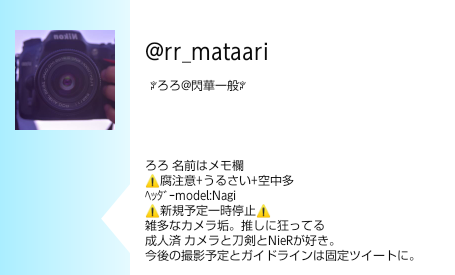 Nikon
@rr_mataari
ろろ@閃華一般
ろろ 名前はメモ欄
⚠️腐注意+うるさい+空中多
ﾍｯﾀﾞｰmodel:Nagi
⚠️新規予定一時停止⚠️
雑多なカメラ垢。推しに狂ってる
成人済 カメラと刀剣とNieRが好き。
今後の撮影予定とガイドラインは固定ツイートに。